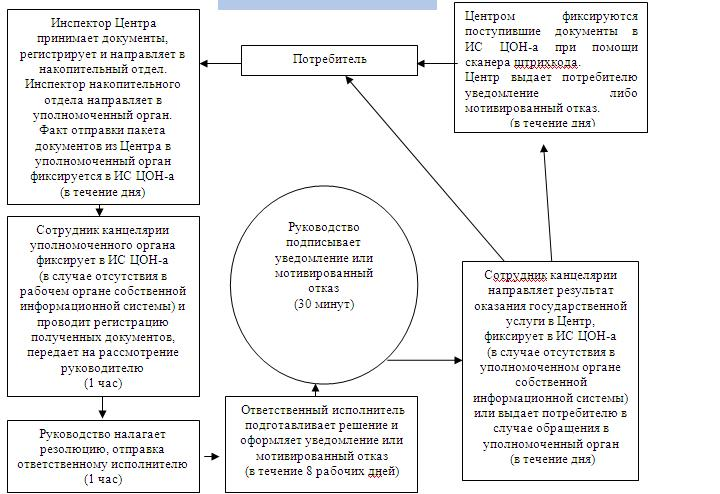 Инспектор Центра
принимает документы,
регистрирует и направляет в
накопительный отдел.
Инспектор накопительного
отдела направляет в
уполномоченный орган.
Факт отправки пакета
документов из Центра в
уполномоченный орган
фиксируется в ИС ЦОН-а
(в течение дня)
Потребитель
Центром фиксируются
поступившие документы в
ИС ЦОН-а при помощи
сканера штрихкода.
Центр выдает потребителю
уведомление либо
мотивированный отказ.
(в течение дня)
Сотрудник канцелярии
уполномоченного органа
фиксирует в ИС ЦОН-а
(в случае отсутствия в
рабочем органе собственной
информационной системы) и
проводит регистрацию
полученных документов,
передает на рассмотрение
руководителю
(1 час)
Руководство
подписывает
уведомление или
мотивированный
отказ
(30 минут)
Сотрудник канцелярии
направляет результат
оказания государственной
услуги в Центр,
фиксирует в ИС ЦОН-а
(в случае отсутствия в
уполномоченном органе
собственной
информационной системы)
или выдает потребителю в
случае обращения в
уполномоченный орган
(в течение дня)
Руководство налагает
резолюцию, отправка
ответственному исполнителю
(1 час)
Ответственный исполнитель
подготавливает решение и
оформляет уведомление или
мотивированный отказ
(в течение 8 рабочих дней)